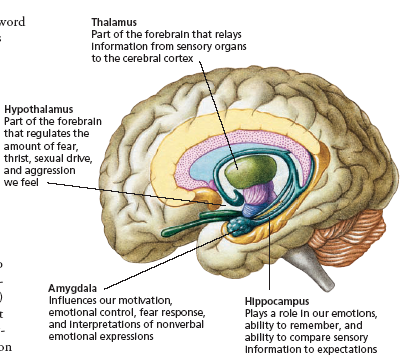 word
s
Thalamus
Part of the forebrain that relays
information from sensory organs
to the cerebral cortex
Hypothalamus
Part of the forebrain
that regulates the
amount of fear,
thrist, sexual drive,
and aggression
we feel
o
-
)
t
-
on
Amygdala
Influences our motivation,
emotional control, fear response,
and interpretations of nonverbal
emotional expressions
Hippocampus
Plays a role in our emotions,
ability to remember, and
ability to compare sensory
information to expectations